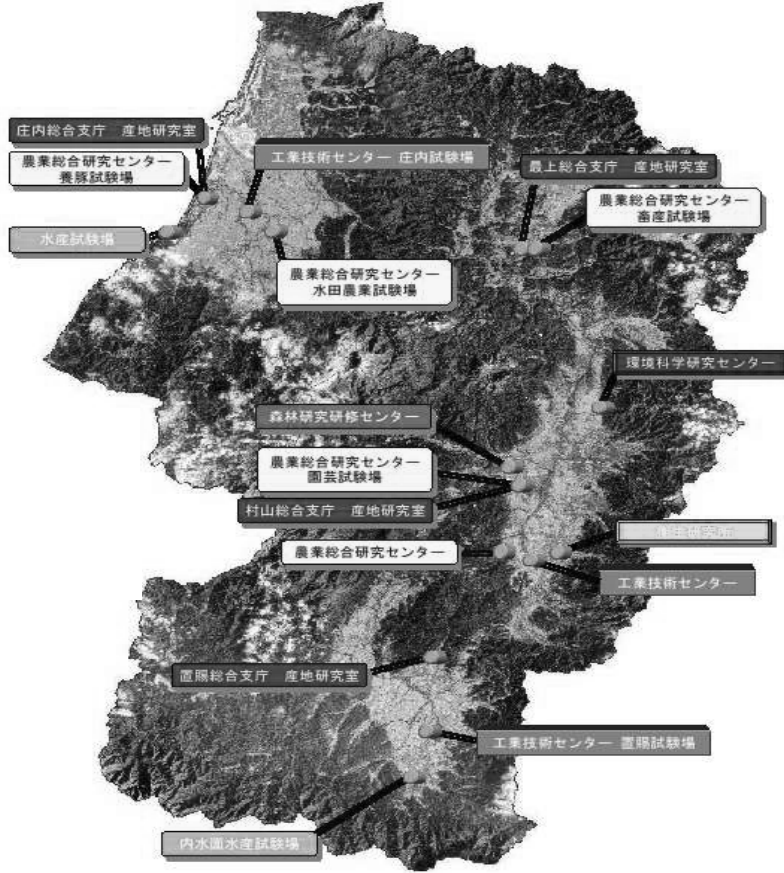 庄内総合支庁　産地研究室
農業総合研究センター
養豚試験場
水産試験場
工業技術センター 庄内試験場
農業総合研究センター
水田農業試験場
最上総合支庁　産地研究室
農業総合研究センター
畜産試験場
環境科学研究センター
森林研究研修センター
農業総合研究センター
園芸試験場
村山総合支庁　産地研究室
農業総合研究センター
衛生研究所
工業技術センター
置賜総合支庁　産地研究室
工業技術センター 置賜試験場
内水面水産試験場